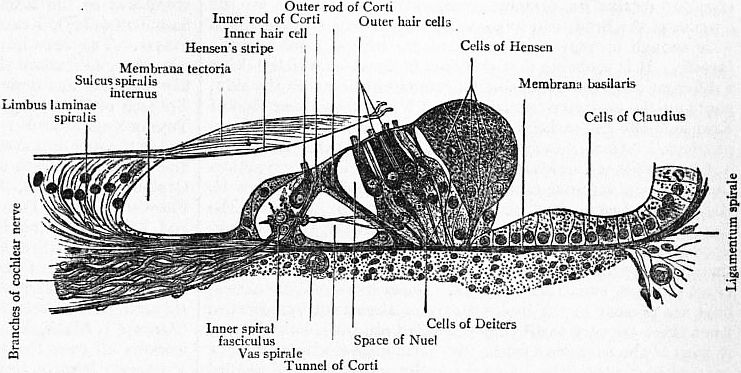 Outer rod of Corti
Inner rod of Corti
Outer hair cells
Inner hair cell
Hensen's stripe
Cells of Hensen
Membrana tectoria
Sulcus spiralis
internus
Membrana basilaris
Limbus laminae
spiralis
Cells of Claudius
Branches of cochlear nerve
Ligamentum spirale
Inner spiral
fasciculus
Cells of Deiters
Space of Nuel
Vas spirale
Tunnel of Corti